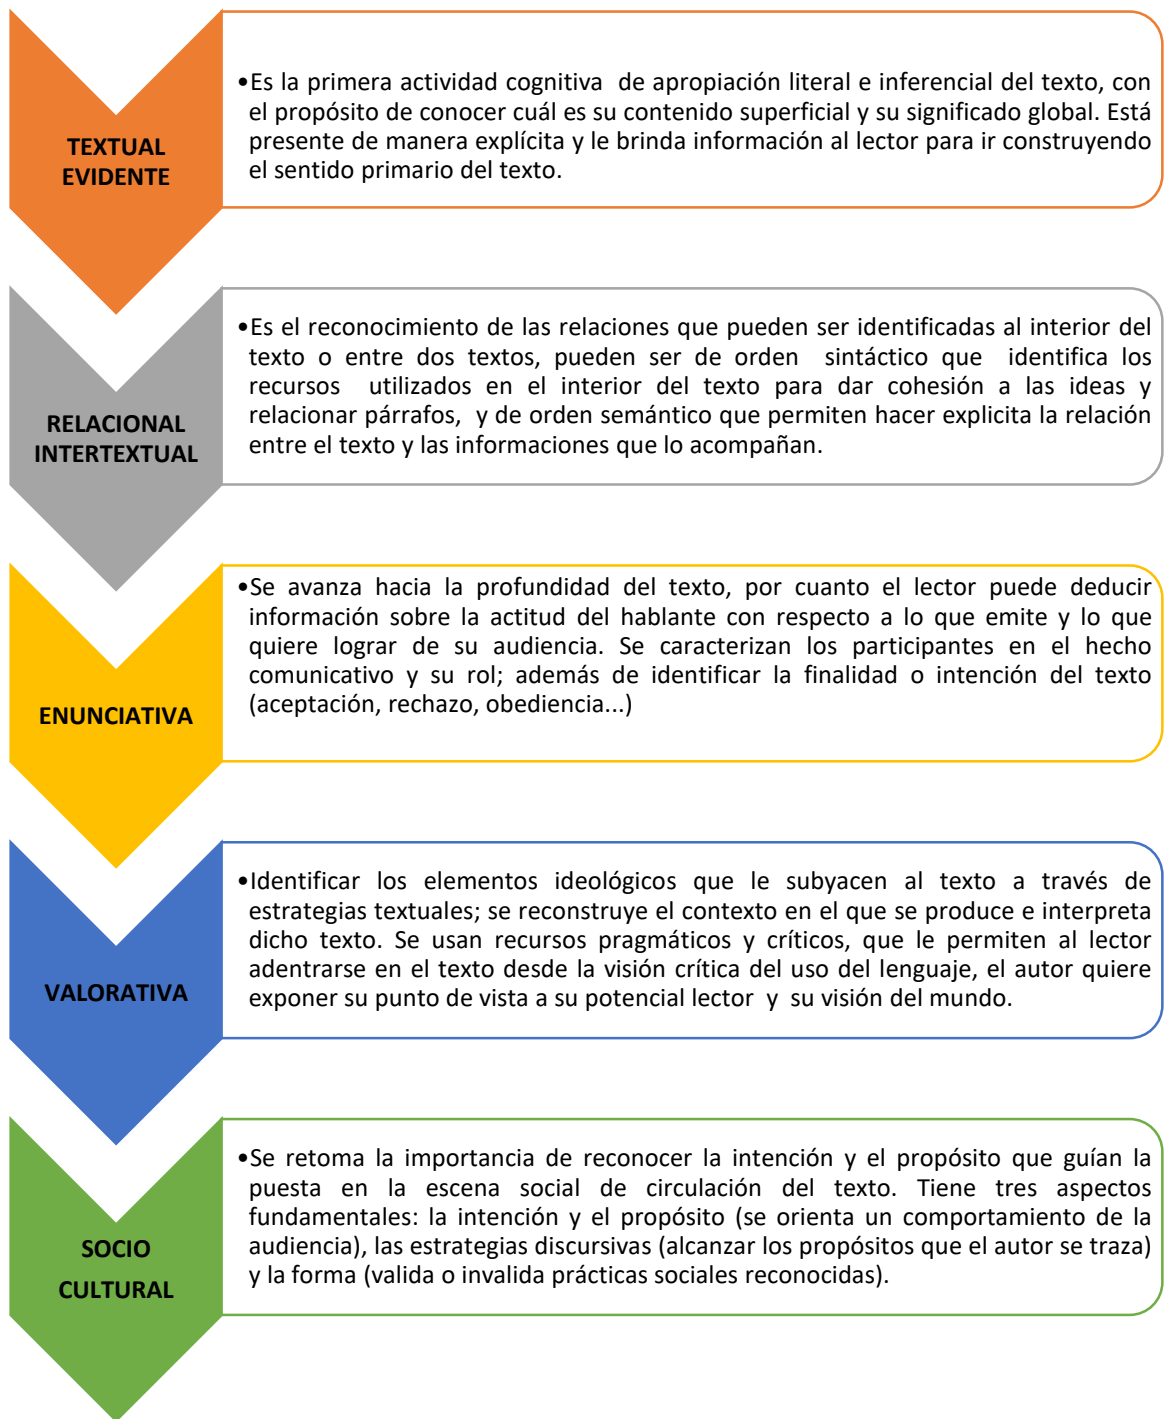 TEXTUAL
EVIDENTE
•Es la primera actividad cognitiva de apropiación literal e inferencial del texto, con
el propósito de conocer cuál es su contenido superficial y su significado global. Está
presente de manera explícita y le brinda información al lector para ir construyendo
el sentido primario del texto.
RELACIONAL
INTERTEXTUAL
•Es el reconocimiento de las relaciones que pueden ser identificadas al interior del
texto o entre dos textos, pueden ser de orden sintáctico que identifica los
recursos utilizados en el interior del texto para dar cohesión a las ideas y
relacionar párrafos, y de orden semántico que permiten hacer explicita la relación
entre el texto y las informaciones que lo acompañan.
ENUNCIATIVA
•Se avanza hacia la profundidad del texto, por cuanto el lector puede deducir
información sobre la actitud del hablante con respecto a lo que emite y lo que
quiere lograr de su audiencia. Se caracterizan los participantes en el hecho
comunicativo y su rol; además de identificar la finalidad o intención del texto
(aceptación, rechazo, obediencia...)
VALORATIVA
•Identificar los elementos ideológicos que le subyacen al texto a través de
estrategias textuales; se reconstruye el contexto en el que se produce e interpreta
dicho texto. Se usan recursos pragmáticos y críticos, que le permiten al lector
adentrarse en el texto desde la visión crítica del uso del lenguaje, el autor quiere
exponer su punto de vista a su potencial lector y su visión del mundo.
SOCIO
CULTURAL
•Se retoma la importancia de reconocer la intención y el propósito que guían la
puesta en la escena social de circulación del texto. Tiene tres aspectos
fundamentales: la intención y el propósito (se orienta un comportamiento de la
audiencia), las estrategias discursivas (alcanzar los propósitos que el autor se traza)
y la forma (valida o invalida prácticas sociales reconocidas).